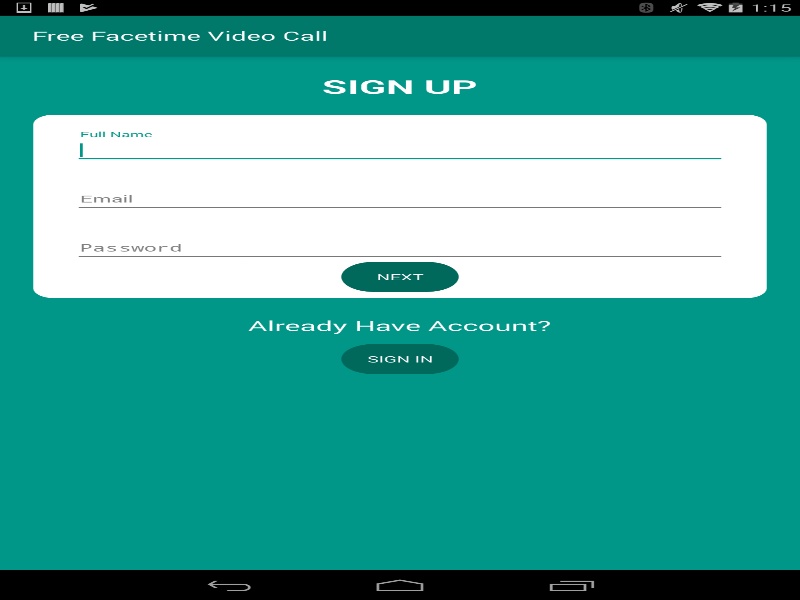 1:15
Free Facetime Video Call
SIGN UP
Full Name
Email
Password
NEXT
Already Have Account?
SIGN IN